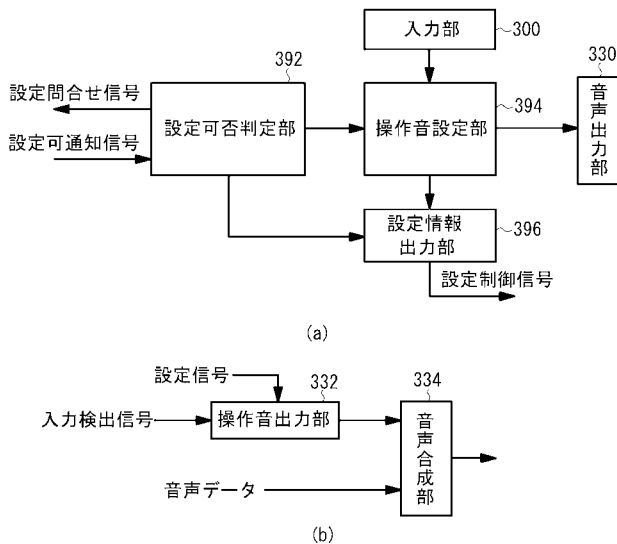 入力部
300
392
330
設定問合せ信号
設定可通知信号
設定可否判定部
操作音設定部
394
音声出力部
設定情報
出力部
396
設定制御信号
(a)
設定信号
332
334
入力検出信号
操作音出力部
音声合成部
音声データ
(b)